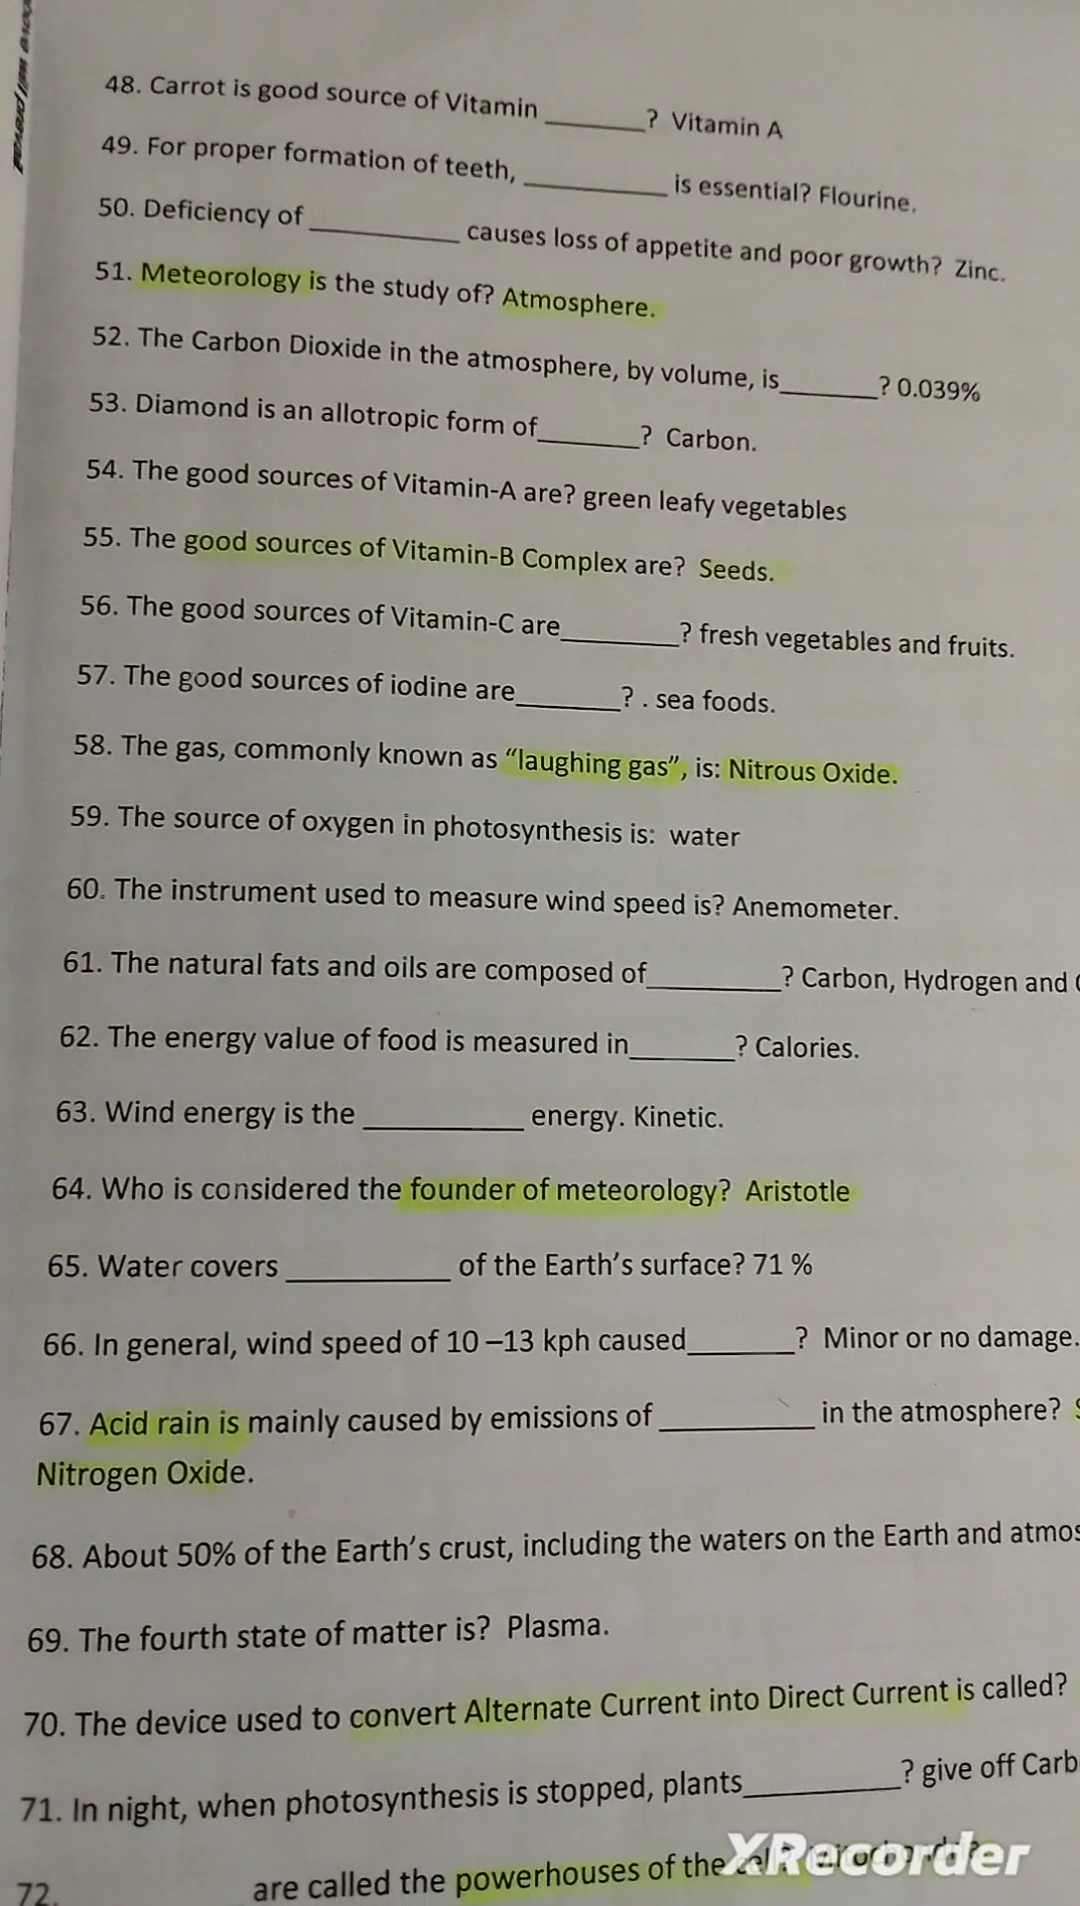 48. Carrot is good source of Vitamin ________? Vitamin A
49. For proper formation of teeth, ________ is essential? Flourine.
50. Deficiency of ________ causes loss of appetite and poor growth? Zinc.
51. Meteorology is the study of? Atmosphere.
52. The Carbon Dioxide in the atmosphere, by volume, is________? 0.039%
53. Diamond is an allotropic form of________? Carbon.
54. The good sources of Vitamin-A are? green leafy vegetables
55. The good sources of Vitamin-B Complex are? Seeds.
56. The good sources of Vitamin-C are________? fresh vegetables and fruits.
57. The good sources of iodine are________? . sea foods.
58. The gas, commonly known as “laughing gas”, is: Nitrous Oxide.
59. The source of oxygen in photosynthesis is: water
60. The instrument used to measure wind speed is? Anemometer.
61. The natural fats and oils are composed of________? Carbon, Hydrogen and
62. The energy value of food is measured in________? Calories.
63. Wind energy is the ________ energy. Kinetic.
64. Who is considered the founder of meteorology? Aristotle
65. Water covers ________ of the Earth’s surface? 71 %
66. In general, wind speed of 10 –13 kph caused________? Minor or no damage.
67. Acid rain is mainly caused by emissions of ________ in the atmosphere?
Nitrogen Oxide.
68. About 50% of the Earth’s crust, including the waters on the Earth and
69. The fourth state of matter is? Plasma.
70. The device used to convert Alternate Current into Direct Current is called?
71. In night, when photosynthesis is stopped, plants________? give off
72. ________ are called the powerhouses of the
XRecorder